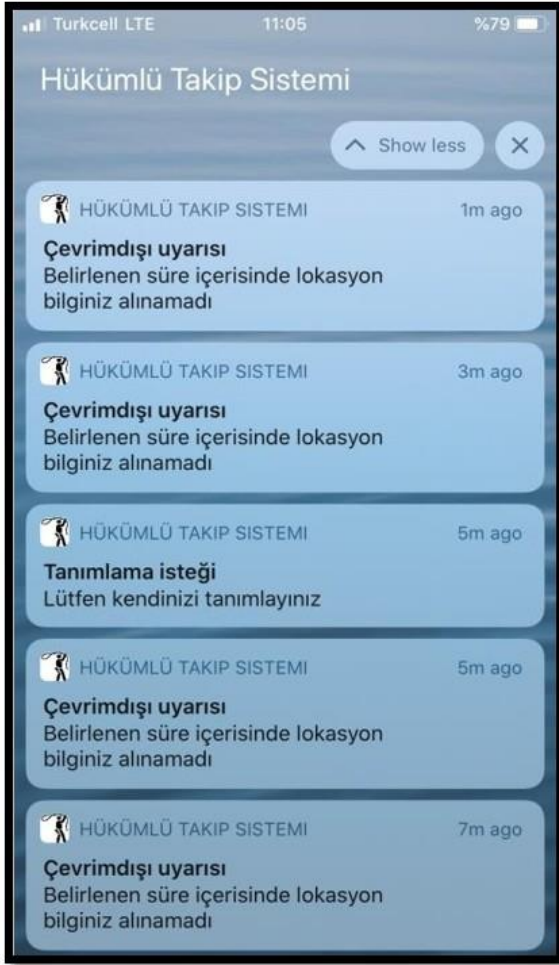 Turkcell LTE 11:05 %79
Hükümlü Takip Sistemi
Show less
HÜKÜMLÜ TAKIP SISTEMI 1m ago
Çevrimdışı uyarısı
Belirlenen süre içerisinde lokasyon
bilginiz alınamadı
HÜKÜMLÜ TAKIP SISTEMI 3m ago
Çevrimdışı uyarısı
Belirlenen süre içerisinde lokasyon
bilginiz alınamadı
HÜKÜMLÜ TAKIP SISTEMI 5m ago
Tanımlama isteği
Lütfen kendinizi tanımlayınız
HÜKÜMLÜ TAKIP SISTEMI 5m ago
Çevrimdışı uyarısı
Belirlenen süre içerisinde lokasyon
bilginiz alınamadı
HÜKÜMLÜ TAKIP SISTEMI 7m ago
Çevrimdışı uyarısı
Belirlenen süre içerisinde lokasyon
bilginiz alınamadı